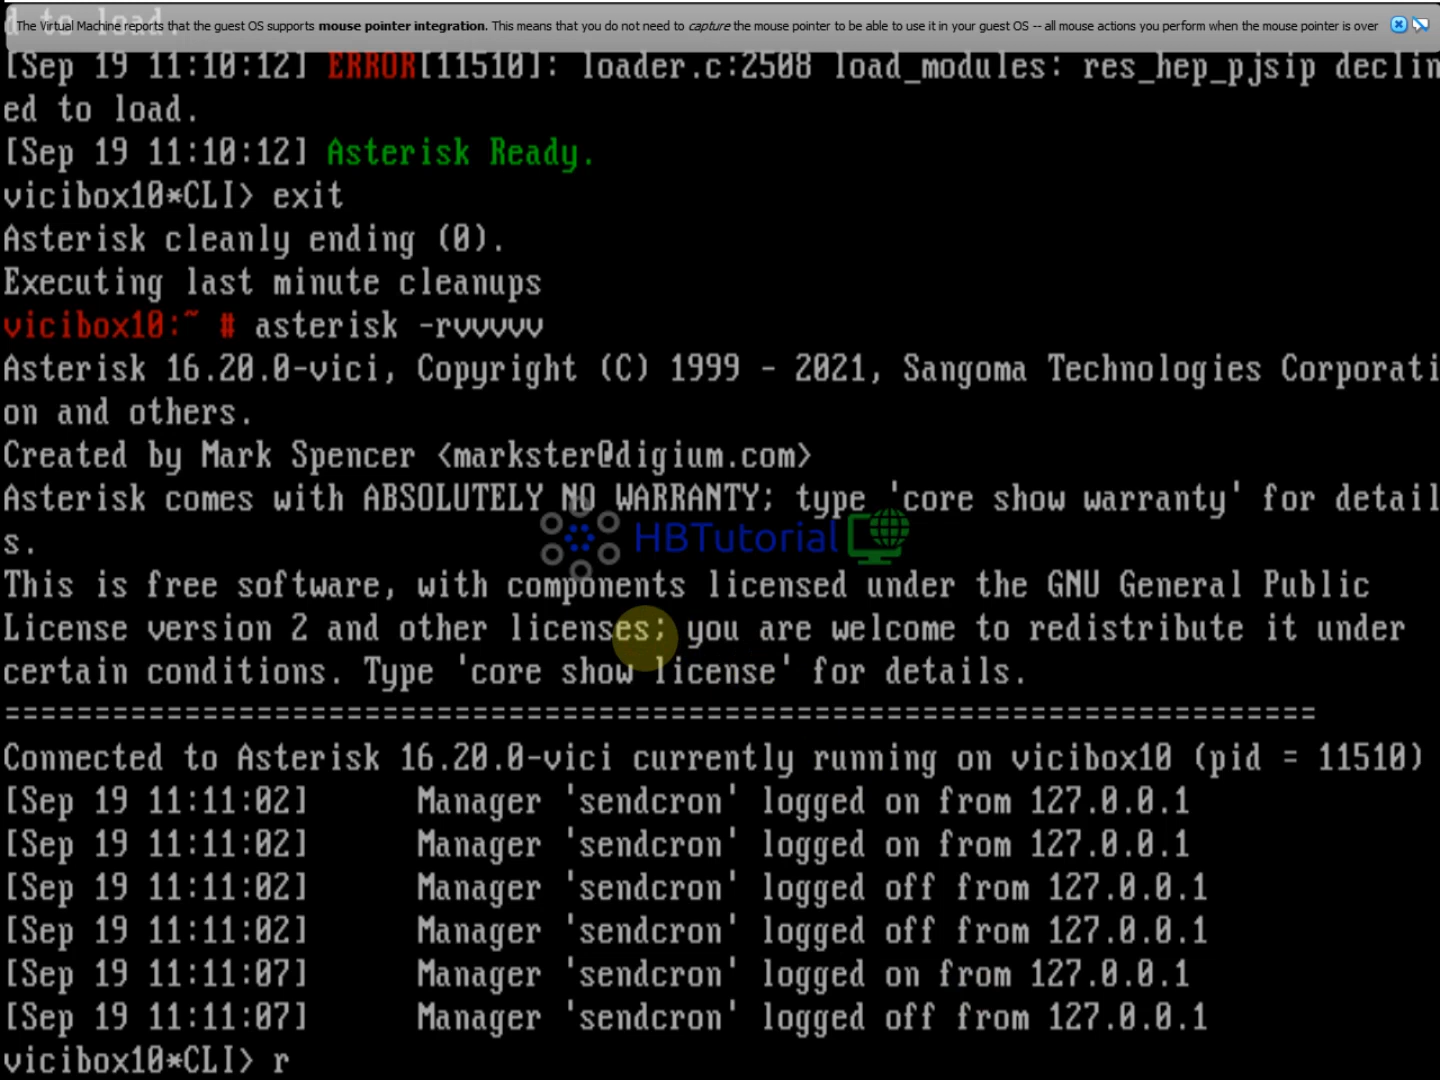 d to load.
The Virtual Machine reports that the guest OS supports mouse pointer integration. This means that you do not need to capture the mouse pointer to be able to use it in your guest OS -- all mouse actions you perform when the mouse pointer is over
[Sep 19 11:10:12] ERROR[11510]: loader.c:2508 load_modules: res_hep_pjsip declin
ed to load.
[Sep 19 11:10:12] Asterisk Ready.
vicibox10*CLI> exit
Asterisk cleanly ending (0).
Executing last minute cleanups
vicibox10:~ # asterisk -rvvvvv
Asterisk 16.20.0-vici, Copyright (C) 1999 - 2021, Sangoma Technologies Corporati
on and others.
Created by Mark Spencer <markster@digium.com>
Asterisk comes with ABSOLUTELY NO WARRANTY; type 'core show warranty' for detail
s.
HBTutorial
This is free software, with components licensed under the GNU General Public
License version 2 and other licenses; you are welcome to redistribute it under
certain conditions. Type 'core show license' for details.
=========================================================================
Connected to Asterisk 16.20.0-vici currently running on vicibox10 (pid = 11510)
[Sep 19 11:11:02]      Manager 'sendcron' logged on from 127.0.0.1
[Sep 19 11:11:02]      Manager 'sendcron' logged on from 127.0.0.1
[Sep 19 11:11:02]      Manager 'sendcron' logged off from 127.0.0.1
[Sep 19 11:11:02]      Manager 'sendcron' logged off from 127.0.0.1
[Sep 19 11:11:07]      Manager 'sendcron' logged on from 127.0.0.1
[Sep 19 11:11:07]      Manager 'sendcron' logged off from 127.0.0.1
vicibox10*CLI> r